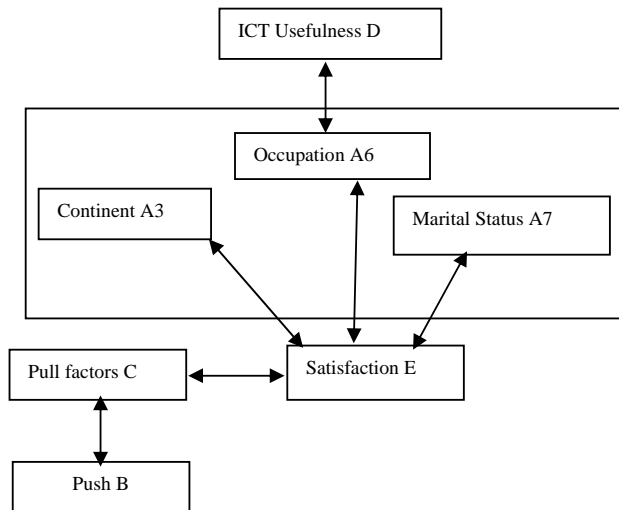 ICT Usefulness D
Occupation A6
Continent A3
Marital Status A7
Pull factors C
Satisfaction E
Push B